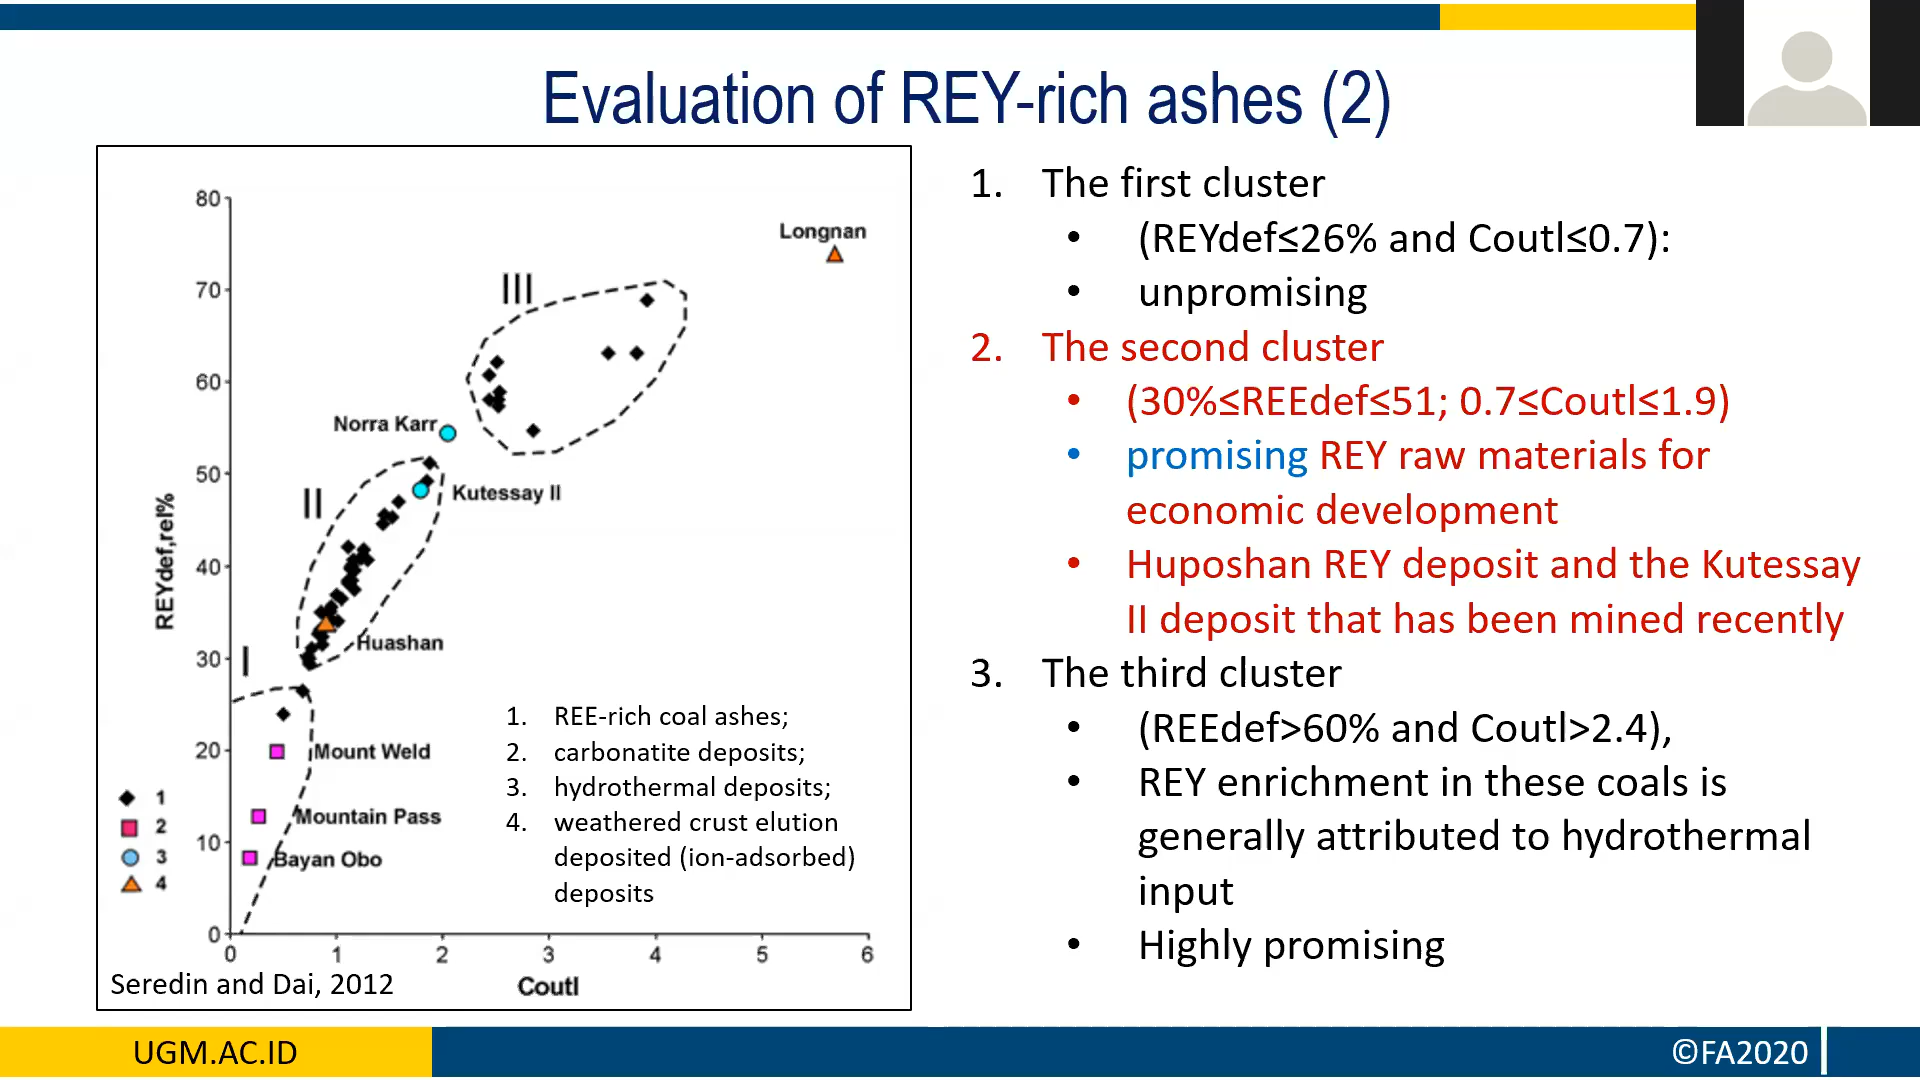 Evaluation of REY-rich ashes (2)
80
70
60
50
40
30
20
10
0
0 1 2 3 4 5 6
REYdef,rel%
Coutl
Longnan
III
Norra Karr
II
Kutessay II
Huashan
I
Mount Weld
Mountain Pass
Bayan Obo
1
2
3
4
1. REE-rich coal ashes;
2. carbonatite deposits;
3. hydrothermal deposits;
4. weathered crust elution
deposited (ion-adsorbed)
deposits
Seredin and Dai, 2012
1. The first cluster
• (REYdef≤26% and Coutl≤0.7):
• unpromising
2. The second cluster
• (30%≤REEdef≤51; 0.7≤Coutl≤1.9)
• promising REY raw materials for
economic development
• Huposhan REY deposit and the Kutessay
II deposit that has been mined recently
3. The third cluster
• (REEdef>60% and Coutl>2.4),
• REY enrichment in these coals is
generally attributed to hydrothermal
input
• Highly promising
UGM.AC.ID
©FA2020